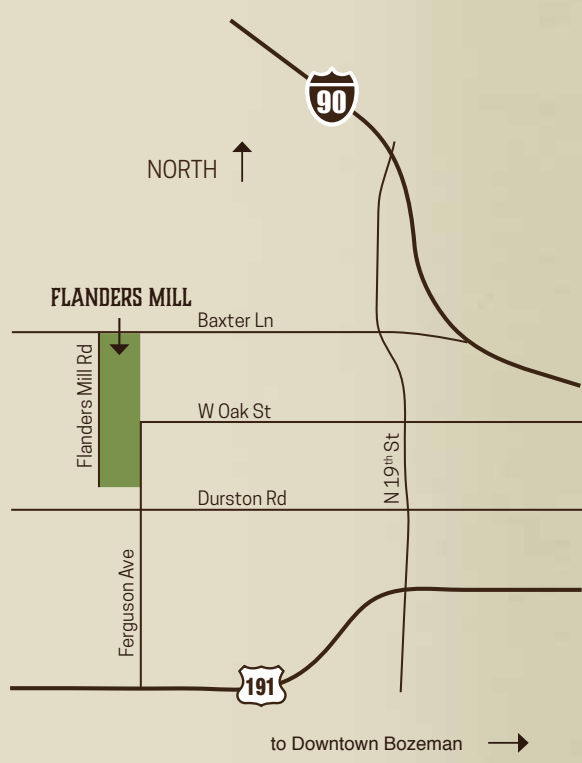 90
NORTH
FLANDERS MILL
Baxter Ln
Flanders Mill Rd
W Oak St
N 19th St
Durston Rd
Ferguson Ave
191
to Downtown Bozeman